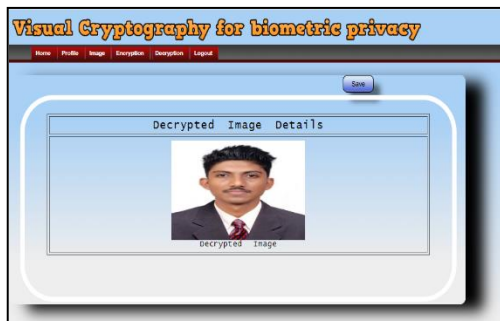 Visual Cryptography for biometric privacy
Home Profile Image Encryption Decryption Logout
Save
Decrypted Image Details
Decrypted Image